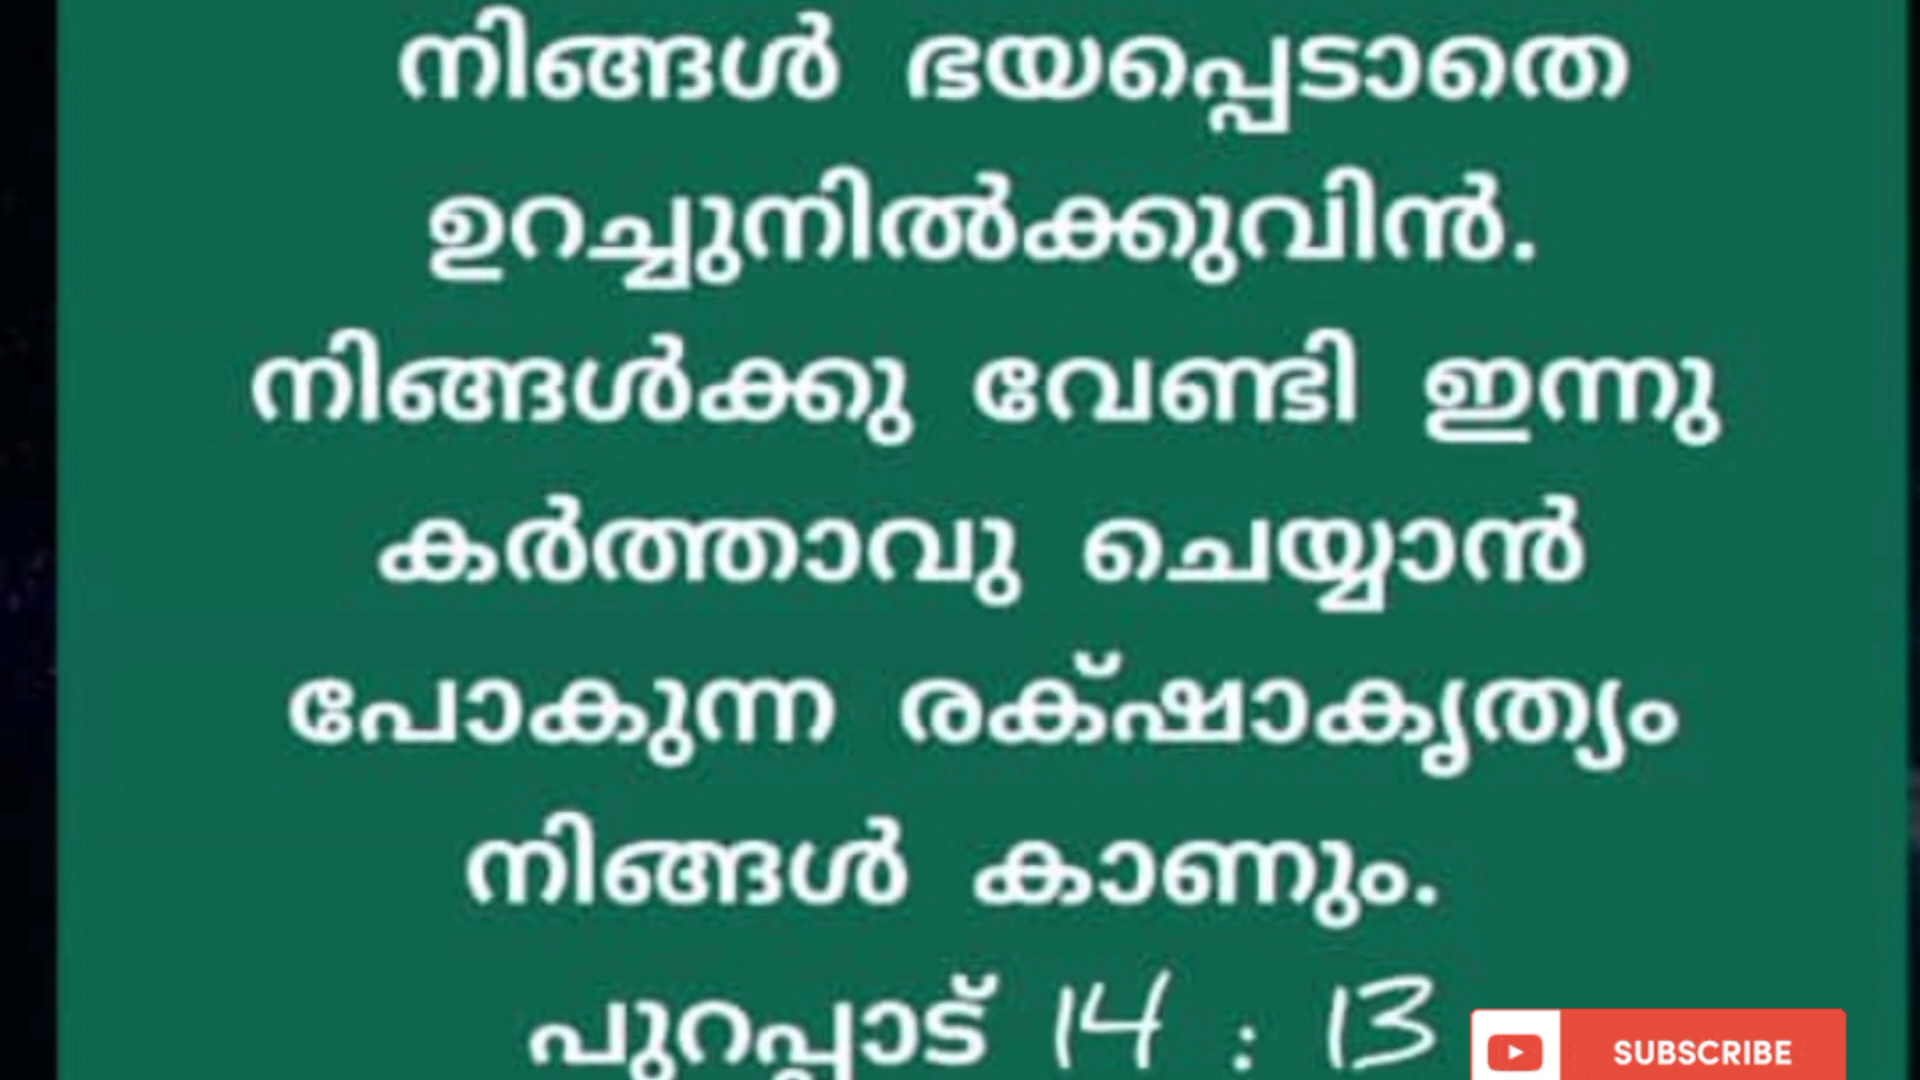 നിങ്ങൾ ഭയപ്പെടാതെ
ഉറച്ചുനിൽക്കുവിൻ.
നിങ്ങൾക്കു വേണ്ടി ഇന്നു
കർത്താവു ചെയ്യാൻ
പോകുന്ന രക്‌ഷാകൃത്യം
നിങ്ങൾ കാണും.
പുറപ്പാട് 14 : 13
SUBSCRIBE